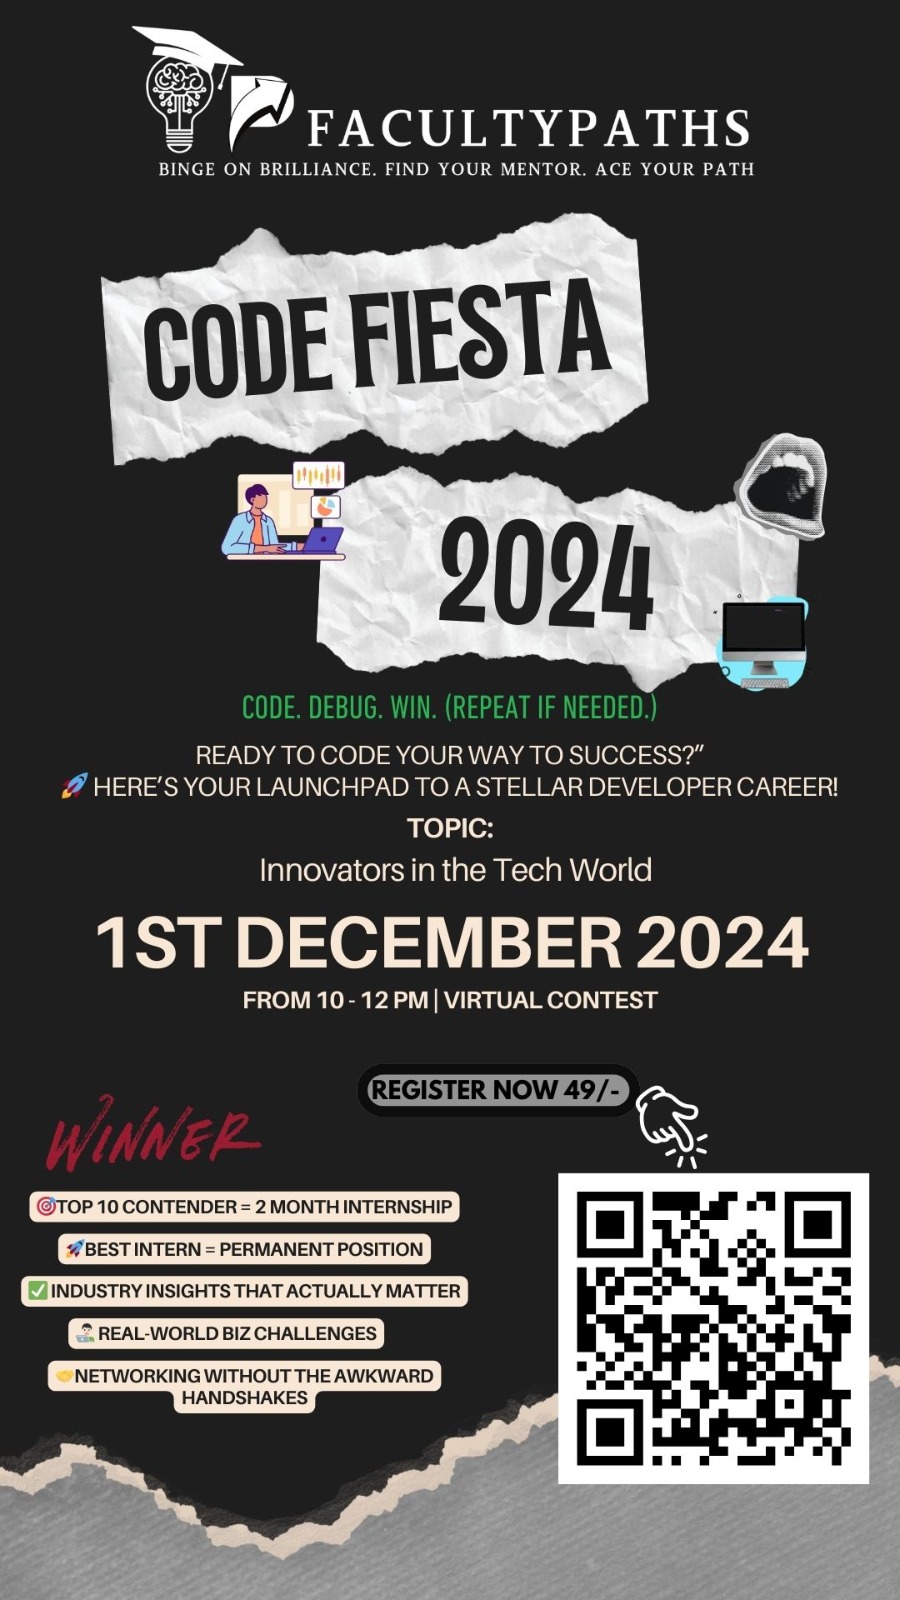 FACULTYPATHS
BINGE ON BRILLIANCE. FIND YOUR MENTOR. ACE YOUR PATH
CODE FIESTA
2024
CODE. DEBUG. WIN. (REPEAT IF NEEDED.)
READY TO CODE YOUR WAY TO SUCCESS?”
🚀 HERE’S YOUR LAUNCHPAD TO A STELLAR DEVELOPER CAREER!
TOPIC:
Innovators in the Tech World
1ST DECEMBER 2024
FROM 10 - 12 PM | VIRTUAL CONTEST
REGISTER NOW 49/-
WINNER
🎯TOP 10 CONTENDER = 2 MONTH INTERNSHIP
🚀BEST INTERN = PERMANENT POSITION
✅ INDUSTRY INSIGHTS THAT ACTUALLY MATTER
👨🏻‍💻 REAL-WORLD BIZ CHALLENGES
🤝NETWORKING WITHOUT THE AWKWARD
HANDSHAKES